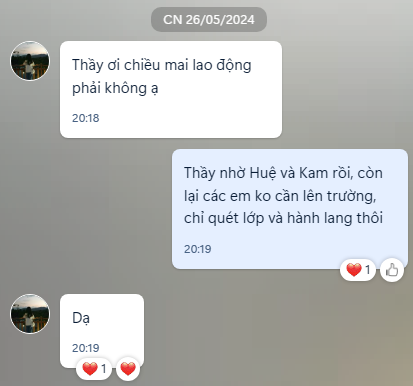 CN 26/05/2024
Thầy ơi chiều mai lao động
phải không ạ
20:18
Thầy nhờ Huệ và Kam rồi, còn
lại các em ko cần lên trường,
chỉ quét lớp và hành lang thôi
20:19
1
Dạ
20:19
1